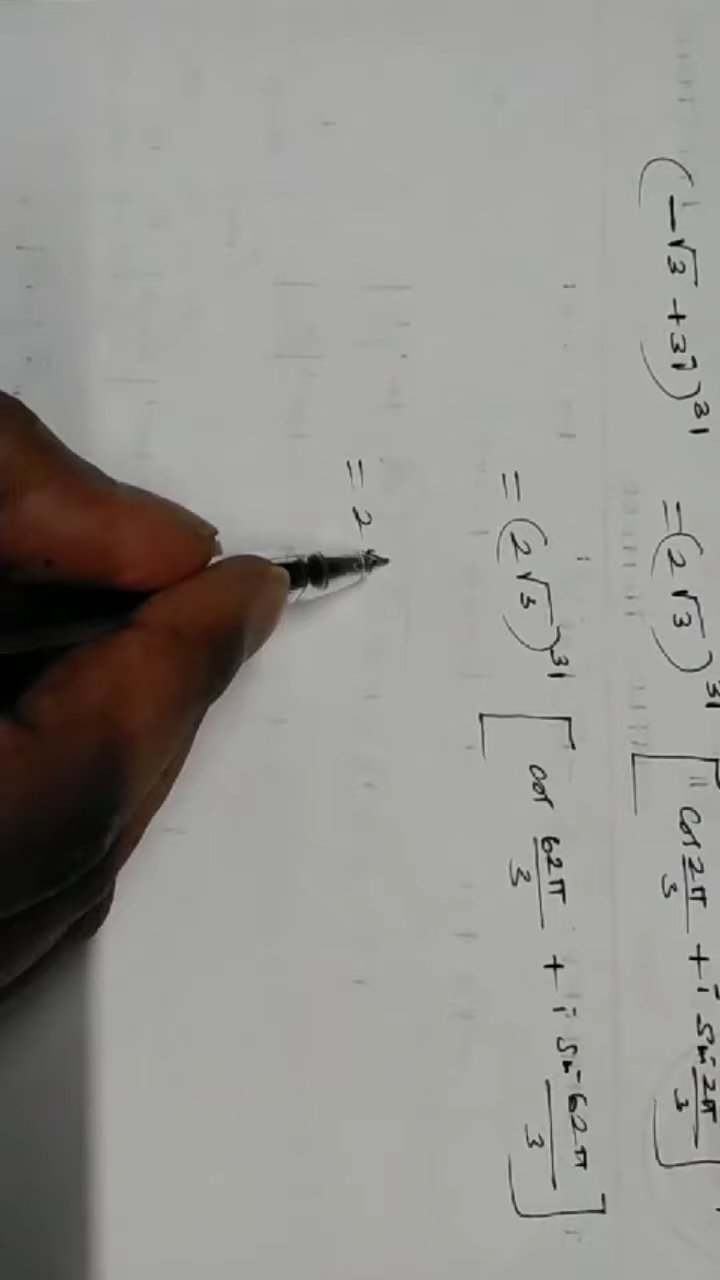 (-√3 + 3i)³¹ = (2√3)³¹ [cos 2π/3 + i sin 2π/3]³¹
= (2√3)³¹ [cos 62π/3 + i sin 62π/3]
= 2